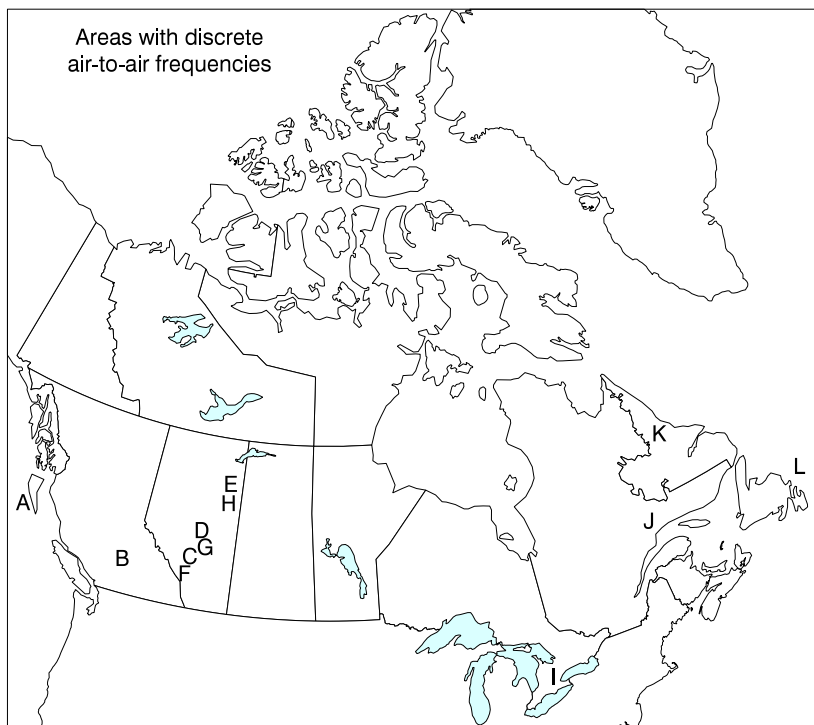 Areas with discrete
air-to-air frequencies
K
L
E
A
H
J
D
G
B
C
F
I